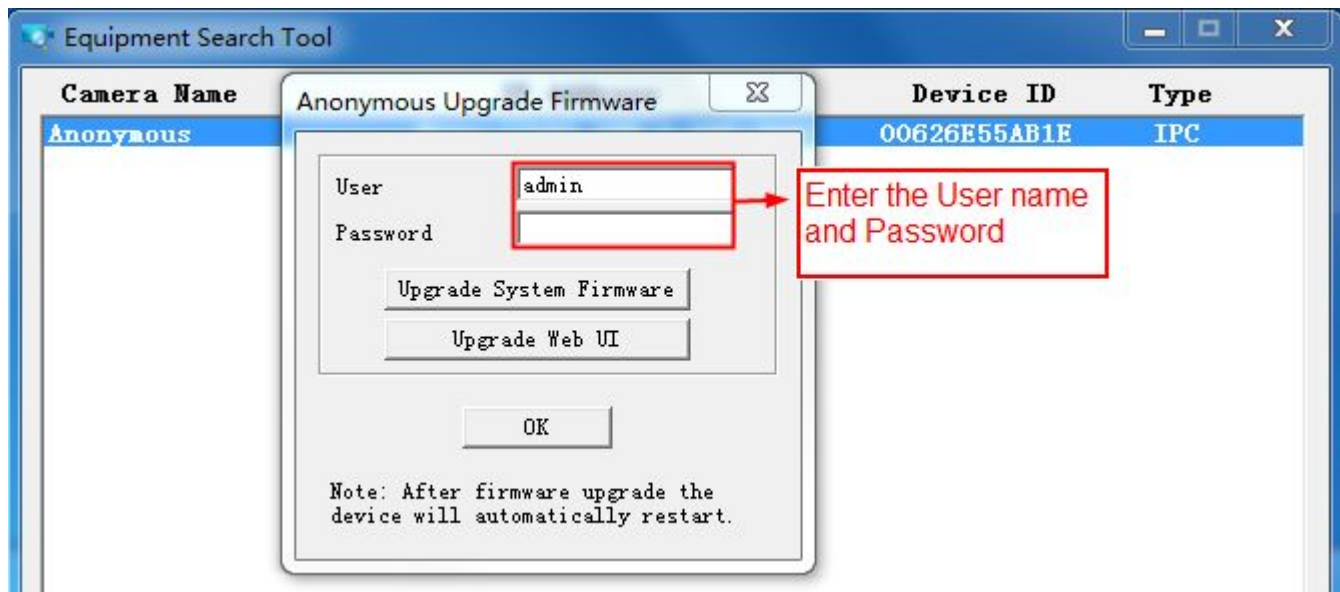 Equipment Search Tool
Camera Name Device ID Type
Anonymous Upgrade Firmware
Anonymous 00626E55AB1E IPC
User admin
Password
Enter the User name
and Password
Upgrade System Firmware
Upgrade Web UI
OK
Note: After firmware upgrade the
device will automatically restart.